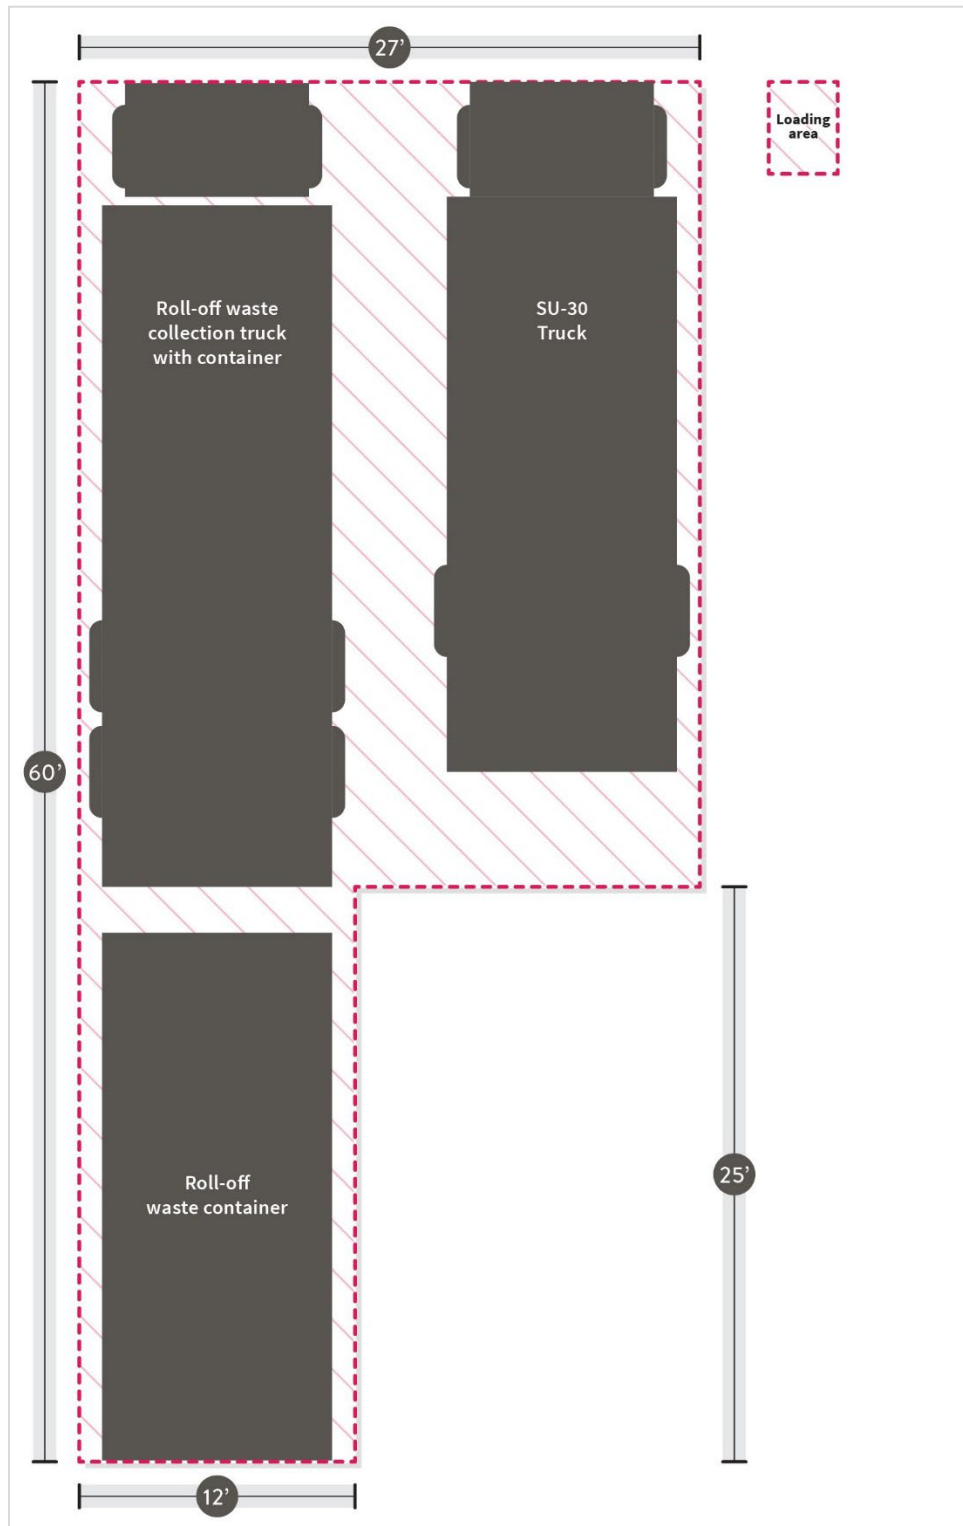 27’
Loading
area
Roll-off waste
collection truck
with container
SU-30
Truck
60’
Roll-off
waste container
25’
12’